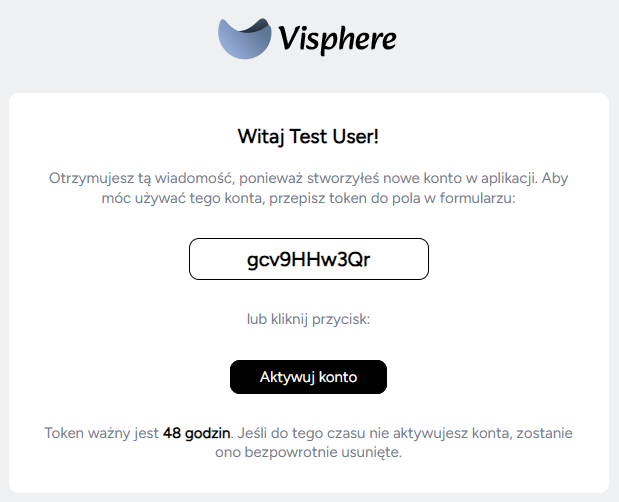 Visphere
Witaj Test User!
Otrzymujesz tą wiadomość, ponieważ stworzyłeś nowe konto w aplikacji. Aby
móc używać tego konta, przepisz token do pola w formularzu:
gcv9HHw3Qr
lub kliknij przycisk:
Aktywuj konto
Token ważny jest 48 godzin. Jeśli do tego czasu nie aktywujesz konta, zostanie
ono bezpowrotnie usunięte.